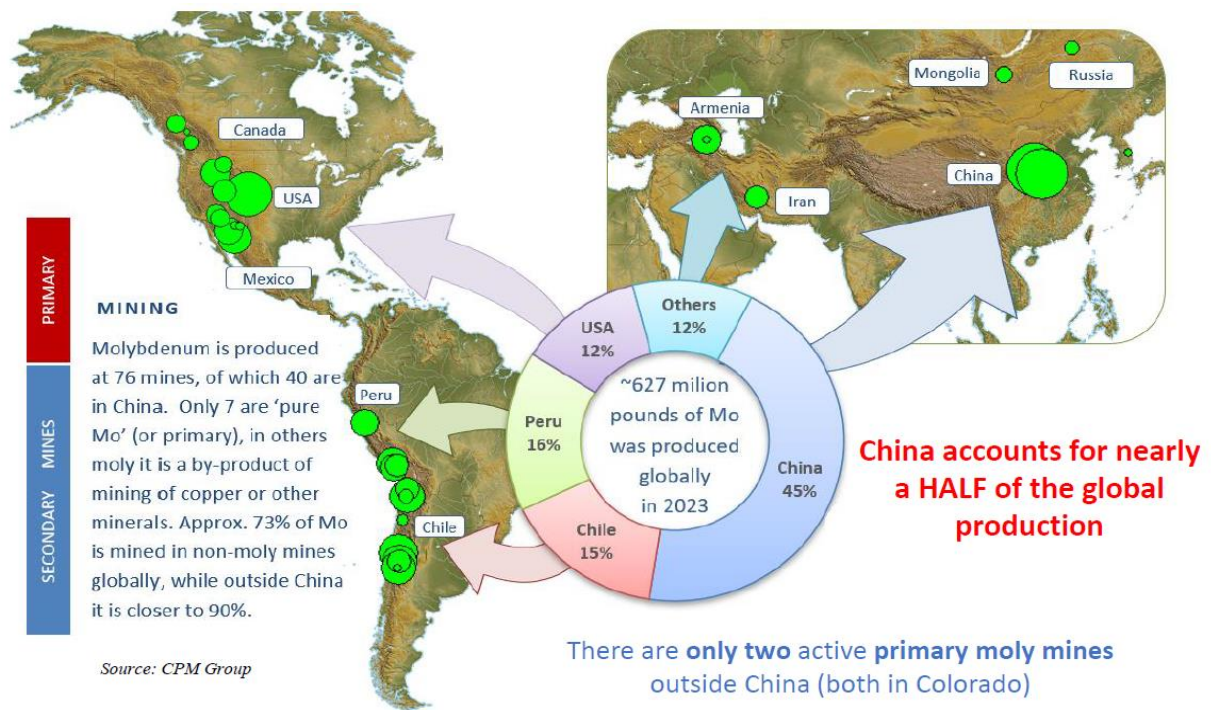 Canada
USA
Mexico
Mongolia
Russia
Armenia
China
Iran
PRIMARY
SECONDARY MINES
MINING
Molybdenum is produced
at 76 mines, of which 40 are
in China. Only 7 are ‘pure
Mo’ (or primary), in others
moly it is a by-product of
mining of copper or other
minerals. Approx. 73% of Mo
is mined in non-moly mines
globally, while outside China
it is closer to 90%.
Source: CPM Group
Peru
Chile
USA
12%
Others
12%
Peru
16%
Chile
15%
China
45%
~627 milion
pounds of Mo
was produced
globally
in 2023
China accounts for nearly
a HALF of the global
production
There are only two active primary moly mines
outside China (both in Colorado)